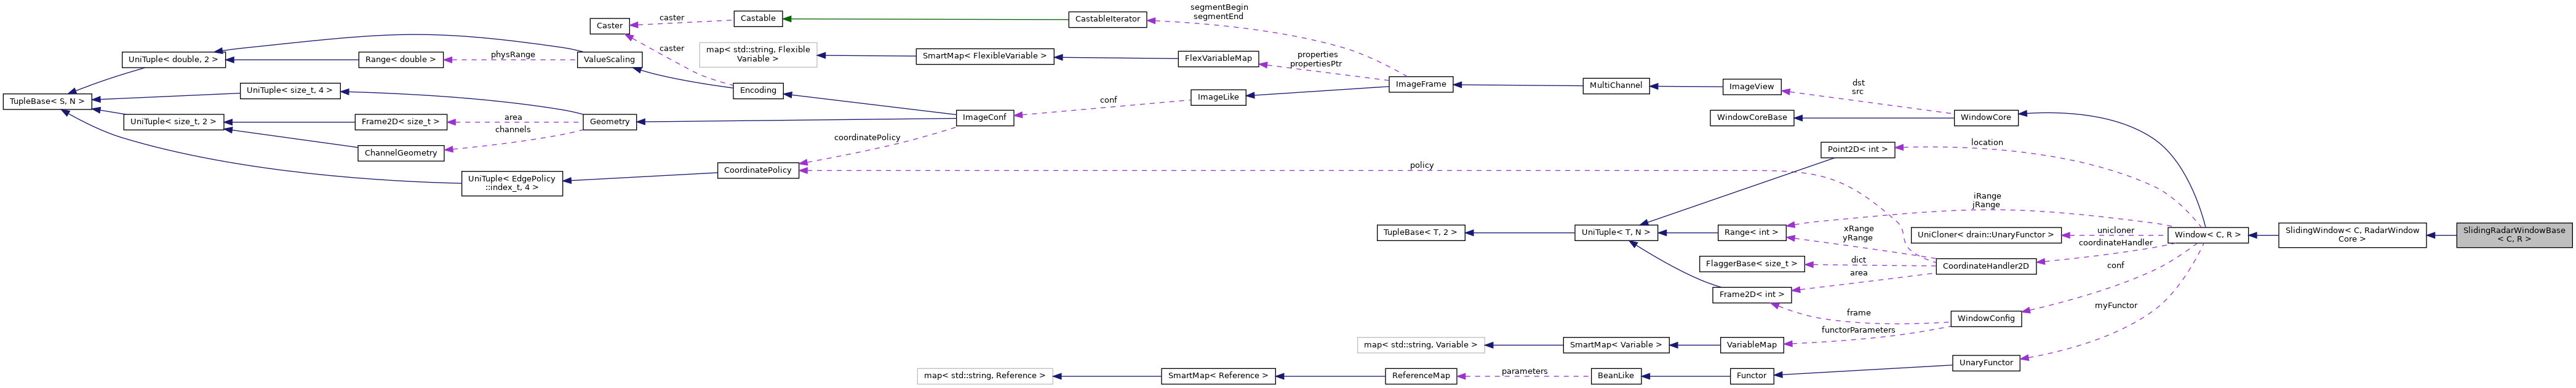 segmentBegin
segmentEnd
caster
Castable
CastableIterator
Caster
caster
map< std::string, Flexible
Variable >
SmartMap< FlexibleVariable >
FlexVariableMap
properties
propertiesPtr
UniTuple< double, 2 >
Range< double >
physRange
ValueScaling
Encoding
ImageFrame
MultiChannel
ImageView
dst
src
TupleBase< S, N >
UniTuple< size_t, 4 >
ImageLike
conf
UniTuple< size_t, 2 >
Frame2D< size_t >
area
channels
Geometry
ImageConf
WindowCoreBase
WindowCore
ChannelGeometry
coordinatePolicy
Point2D< int >
location
CoordinatePolicy
policy
UniTuple< EdgePolicy
::index_t, 4 >
iRange
jRange
TupleBase< T, 2 >
UniTuple< T, N >
Range< int >
xRange
yRange
UniCloner< drain::UnaryFunctor >
unicloner
coordinateHandler
Window< C, R >
SlidingWindow< C, RadarWindow
Core >
SlidingRadarWindowBase
< C, R >
FlaggerBase< size_t >
dict
area
CoordinateHandler2D
conf
Frame2D< int >
frame
functorParameters
WindowConfig
myFunctor
map< std::string, Variable >
SmartMap< Variable >
VariableMap
UnaryFunctor
map< std::string, Reference >
SmartMap< Reference >
ReferenceMap
parameters
BeanLike
Functor